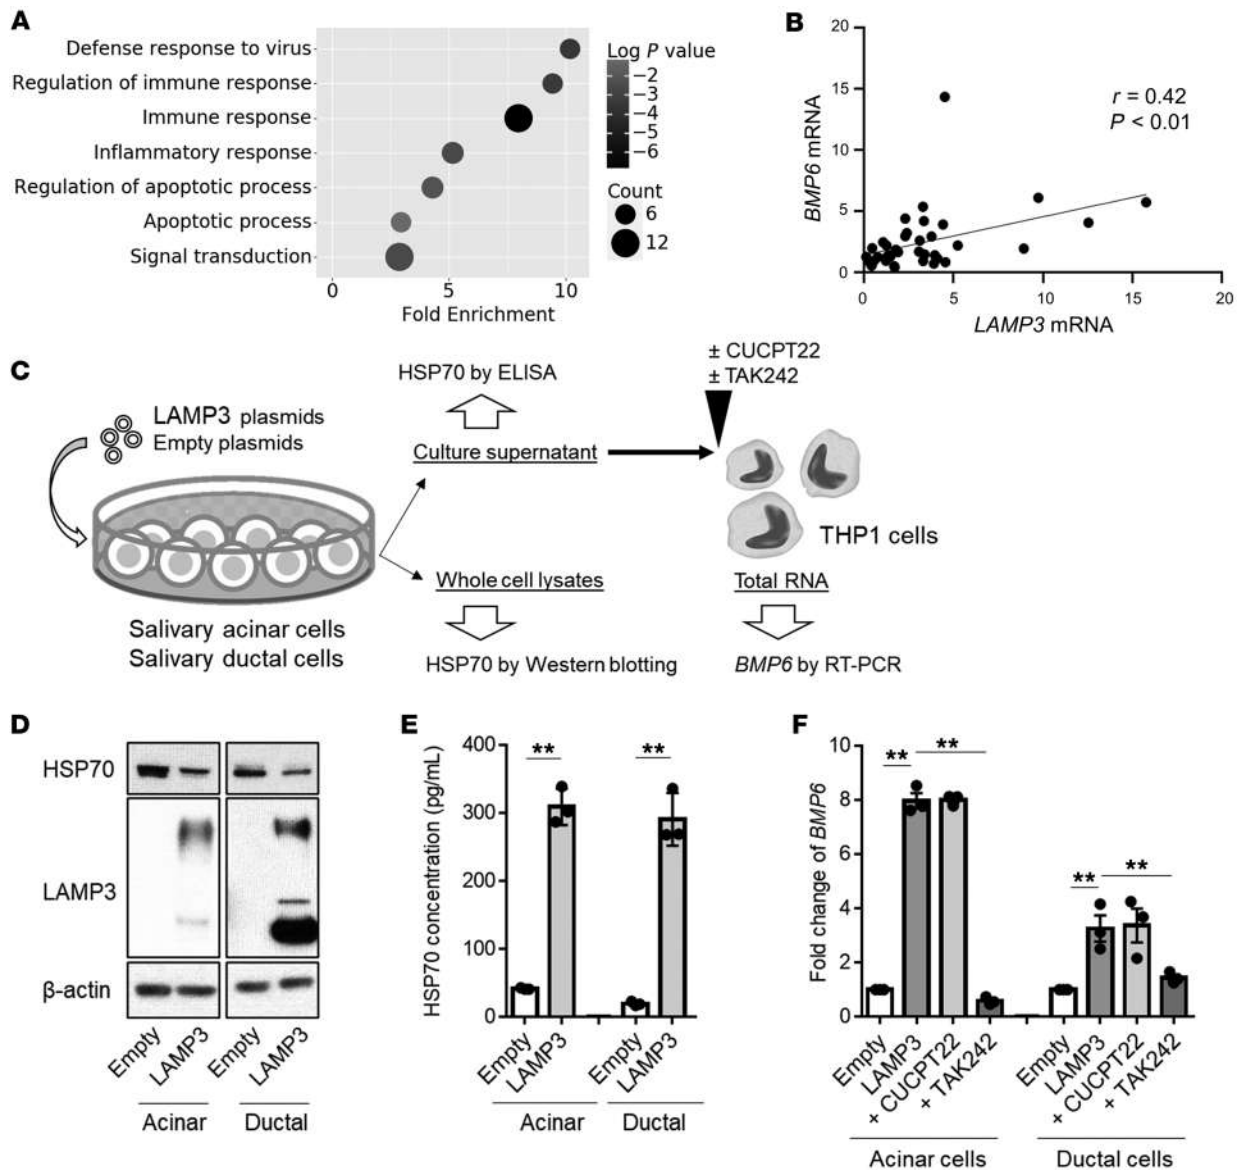 A
Defense response to virus
Regulation of immune response
Immune response
Inflammatory response
Regulation of apoptotic process
Apoptotic process
Signal transduction
0
5
10
Fold Enrichment
Log P value
−2
−3
−4
−5
−6
Count
6
12
B
BMP6 mRNA
20
15
10
5
0
r = 0.42
P < 0.01
0
5
10
15
20
LAMP3 mRNA
C
LAMP3 plasmids
Empty plasmids
Salivary acinar cells
Salivary ductal cells
HSP70 by ELISA
Culture supernatant
Whole cell lysates
HSP70 by Western blotting
± CUCPT22
± TAK242
THP1 cells
Total RNA
BMP6 by RT-PCR
D
HSP70
LAMP3
β-actin
Empty
LAMP3
Empty
LAMP3
Acinar
Ductal
E
HSP70 concentration (pg/mL)
400
300
200
100
0
**
**
Empty
LAMP3
Empty
LAMP3
Acinar
Ductal
F
Fold change of BMP6
10
8
6
4
2
0
**
**
**
**
Empty
LAMP3
+ CUCPT22
+ TAK242
Empty
LAMP3
+ CUCPT22
+ TAK242
Acinar cells
Ductal cells